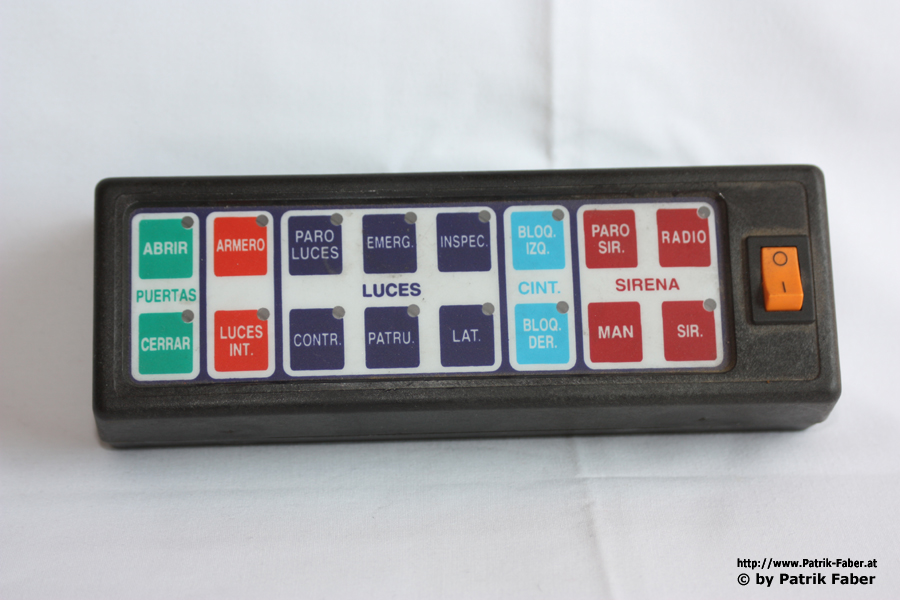 ABRIR
PUERTAS
CERRAR
ARMERO
LUCES
INT.
PARO
LUCES
EMERG.
INSPEC.
LUCES
CONTR.
PATRU.
LAT.
BLOQ.
IZQ.
CINT.
BLOQ.
DER.
PARO
SIR.
RADIO
SIRENA
MAN
SIR.
O
I
http://www.Patrik-Faber.at
© by Patrik Faber